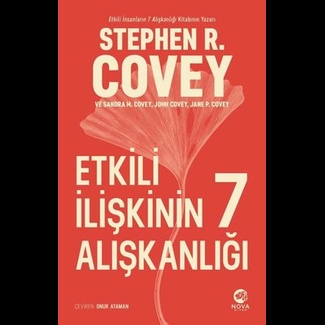 Etkili İnsanların 7 Alışkanlığı Kitabının Yazarı
STEPHEN R.
COVEY
VE SANDRA M. COVEY, JOHN COVEY, JANE P. COVEY
ETKİLİ
İLİŞKİNİN 7
ALIŞKANLIĞI
ÇEVİREN: ONUR ATAMAN
NOVA